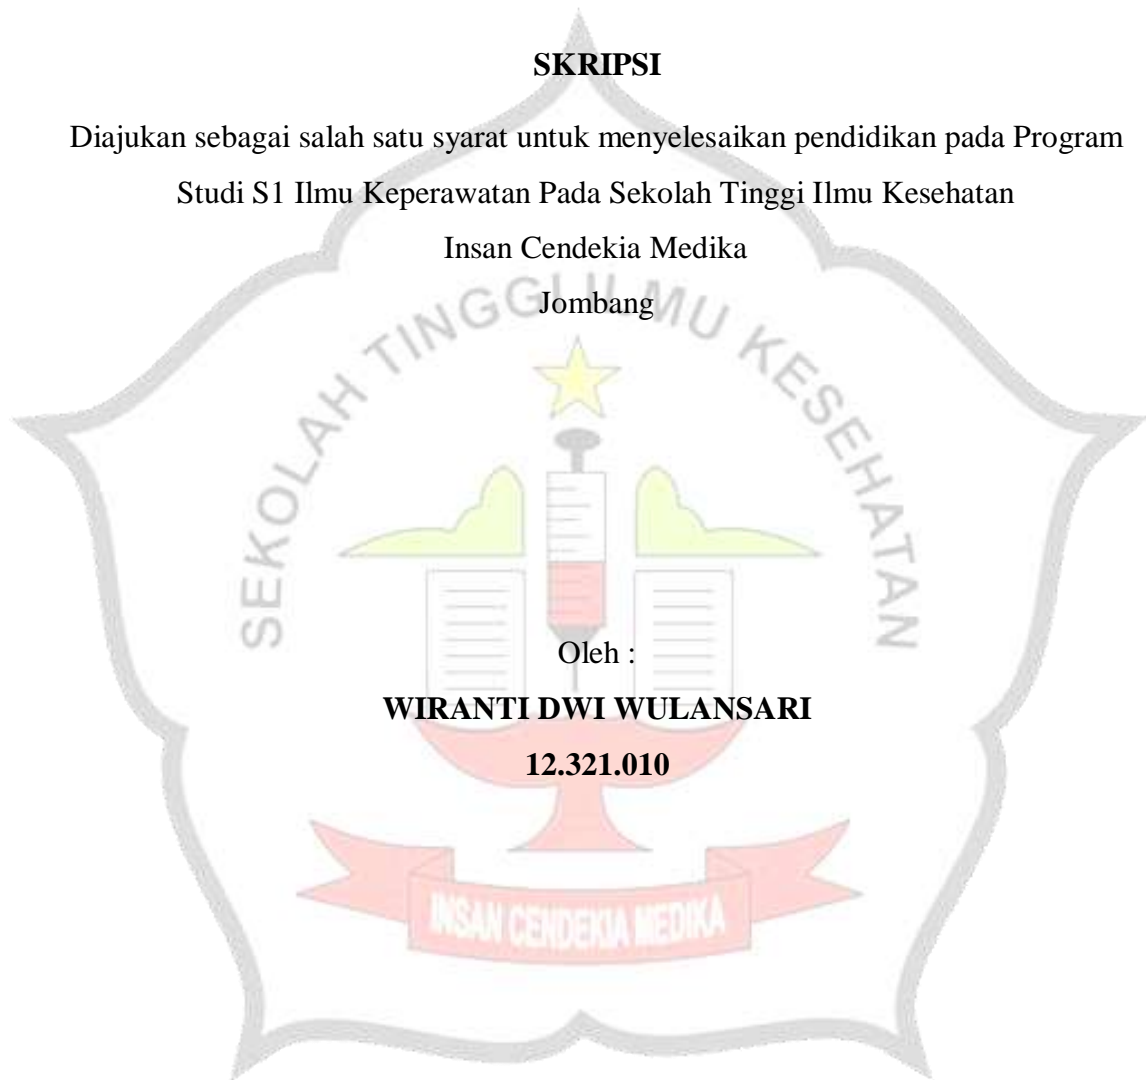 SKRIPSI
Diajukan sebagai salah satu syarat untuk menyelesaikan pendidikan pada Program
Studi S1 Ilmu Keperawatan Pada Sekolah Tinggi Ilmu Kesehatan
Insan Cendekia Medika
Jombang
SEKOLAH TINGGI ILMU KESEHATAN
Oleh :
WIRANTI DWI WULANSARI
12.321.010
INSAN CENDEKIA MEDIKA